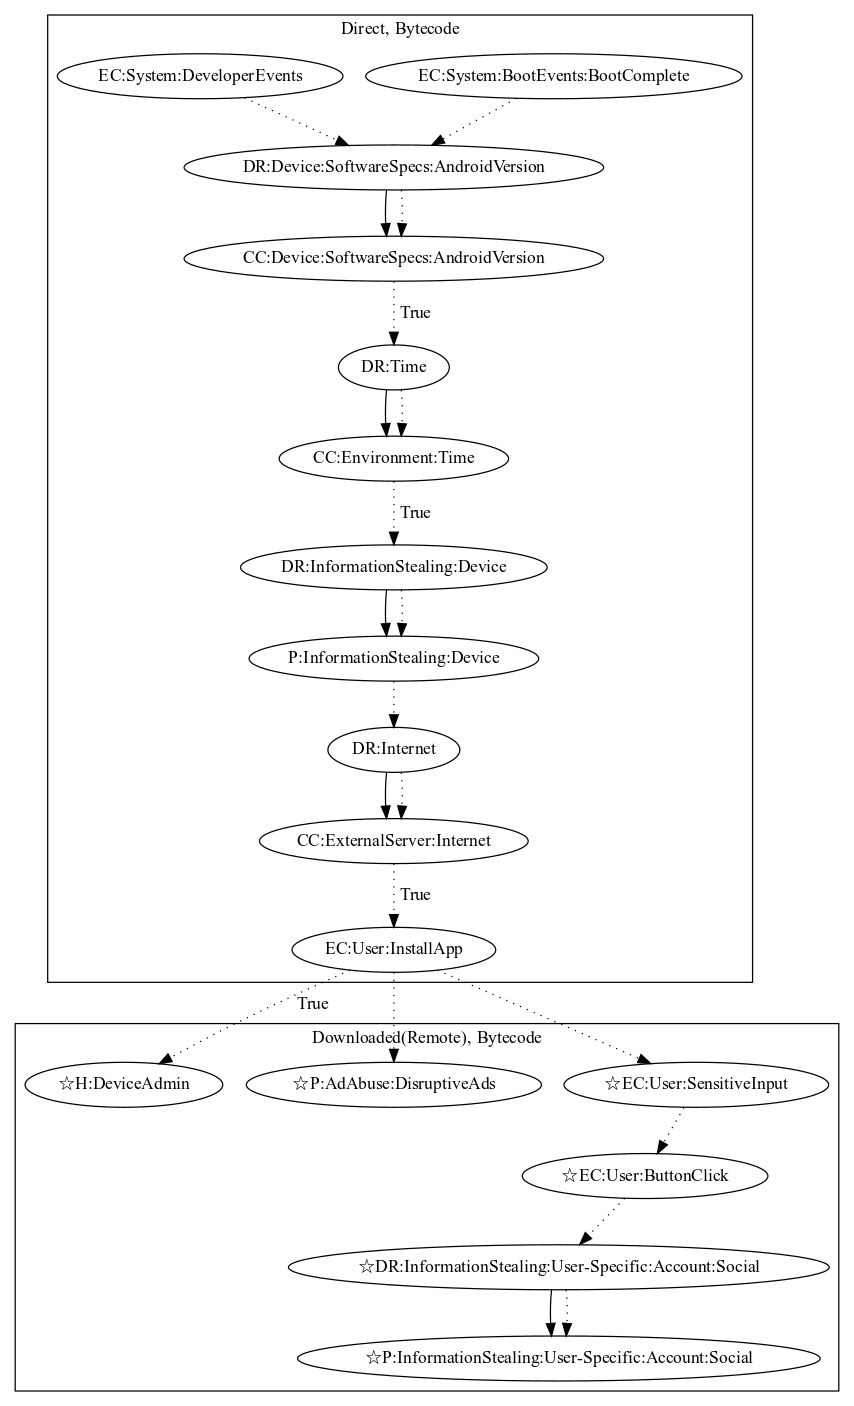 Direct, Bytecode
EC:System:DeveloperEvents
EC:System:BootEvents:BootComplete
DR:Device:SoftwareSpecs:AndroidVersion
CC:Device:SoftwareSpecs:AndroidVersion
True
DR:Time
CC:Environment:Time
True
DR:InformationStealing:Device
P:InformationStealing:Device
DR:Internet
CC:ExternalServer:Internet
True
EC:User:InstallApp
True
Downloaded(Remote), Bytecode
☆H:DeviceAdmin
☆P:AdAbuse:DisruptiveAds
☆EC:User:SensitiveInput
☆EC:User:ButtonClick
☆DR:InformationStealing:User-Specific:Account:Social
☆P:InformationStealing:User-Specific:Account:Social